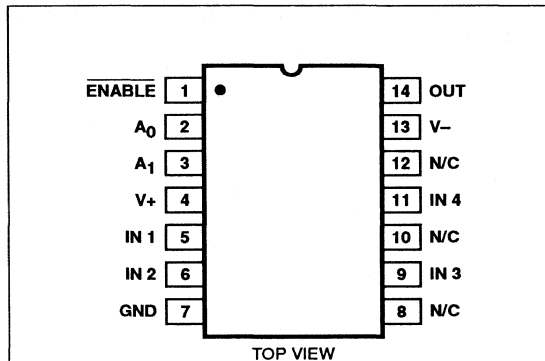 ENABLE 1 14 OUT
A0 2 13 V–
A1 3 12 N/C
V+ 4 11 IN 4
IN 1 5 10 N/C
IN 2 6 9 IN 3
GND 7 8 N/C
TOP VIEW